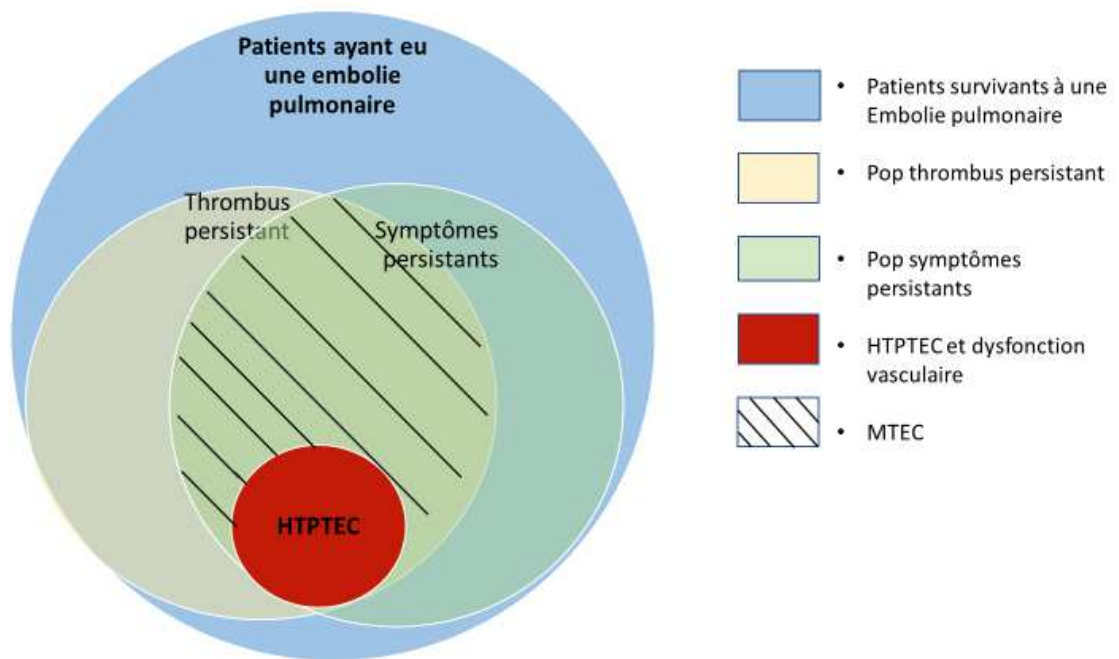 Patients ayant eu
une embolie
pulmonaire
Thrombus
persistant
Symptômes
persistants
HTPTEC
• Patients survivants à une
Embolie pulmonaire
• Pop thrombus persistant
• Pop symptômes
persistants
• HTPTEC et dysfonction
vasculaire
• MTEC